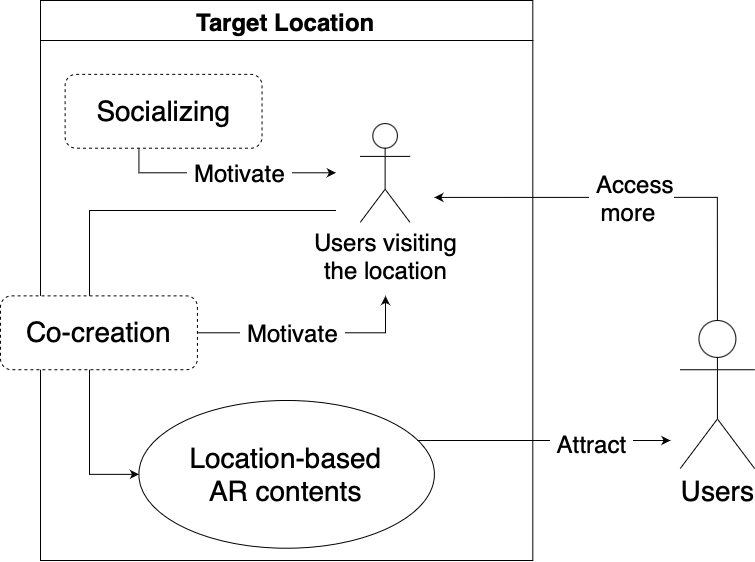 Target Location
Socializing
Motivate
Users visiting
the location
Access
more
Co-creation
Motivate
Location-based
AR contents
Attract
Users